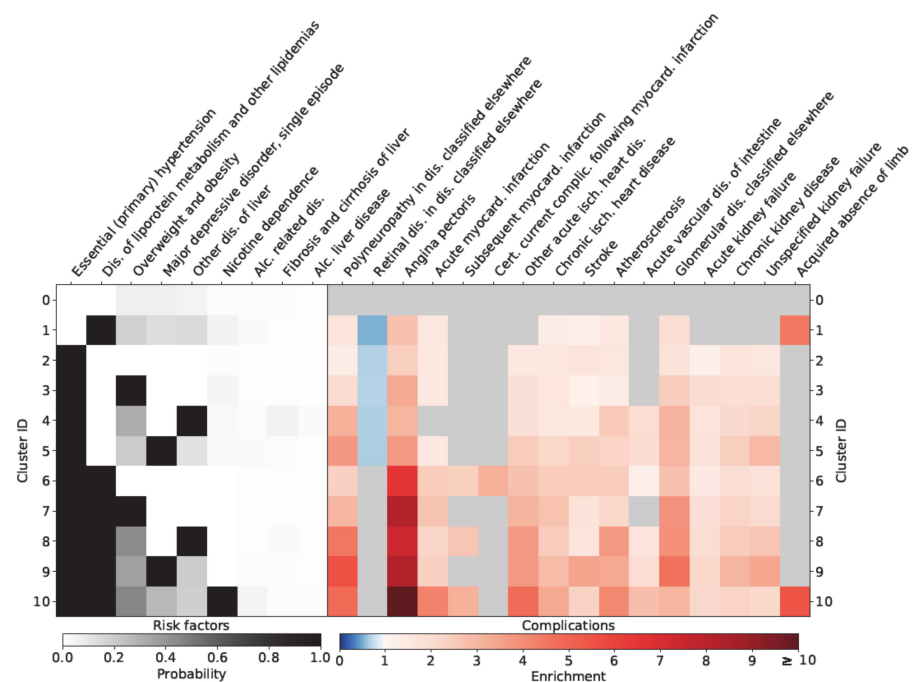 Essential (primary) hypertension
Dis. of lipoprotein metabolism and other lipidemias
Overweight and obesity
Major depressive disorder, single episode
Other dis. of liver
Nicotine dependence
Alc. related dis.
Fibrosis and cirrhosis of liver
Alc. liver disease
Polyneuropathy in dis. classified elsewhere
Retinal dis. in dis. classified elsewhere
Angina pectoris
Acute myocard. infarction
Subsequent myocard. infarction
Cert. current complic. following myocard. infarction
Other acute isch. heart dis.
Chronic isch. heart disease
Stroke
Atherosclerosis
Acute vascular dis. of intestine
Glomerular dis. classified elsewhere
Acute kidney failure
Chronic kidney disease
Unspecified kidney failure
Acquired absence of limb
Cluster ID
0 0
1 1
2 2
3 3
4 4
5 5
6 6
7 7
8 8
9 9
10 10
Cluster ID
Risk factors
Complications
0.0 0.2 0.4 0.6 0.8 1.0
Probability
0 1 2 3 4 5 6 7 8 9 ≥ 10
Enrichment